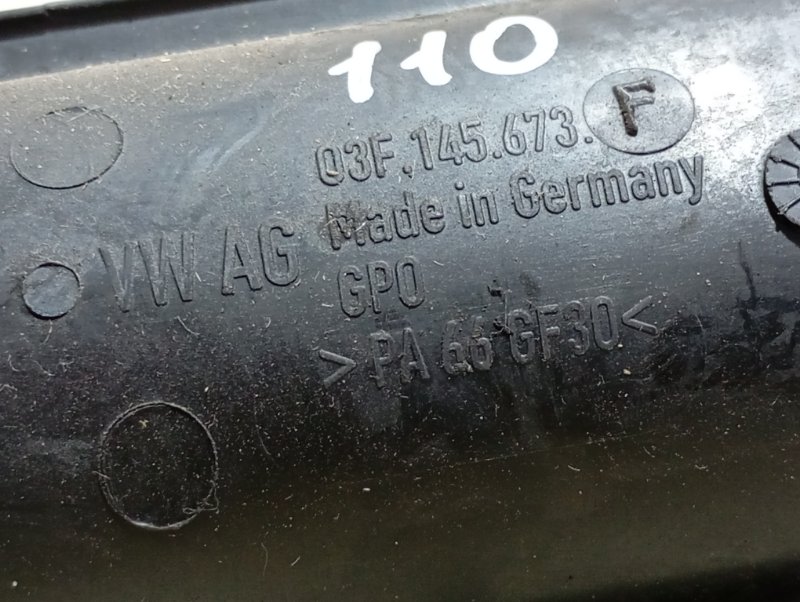 110
03F.145.673.F
Made in Germany
VW AG
GPO
>PA 66 GF30<